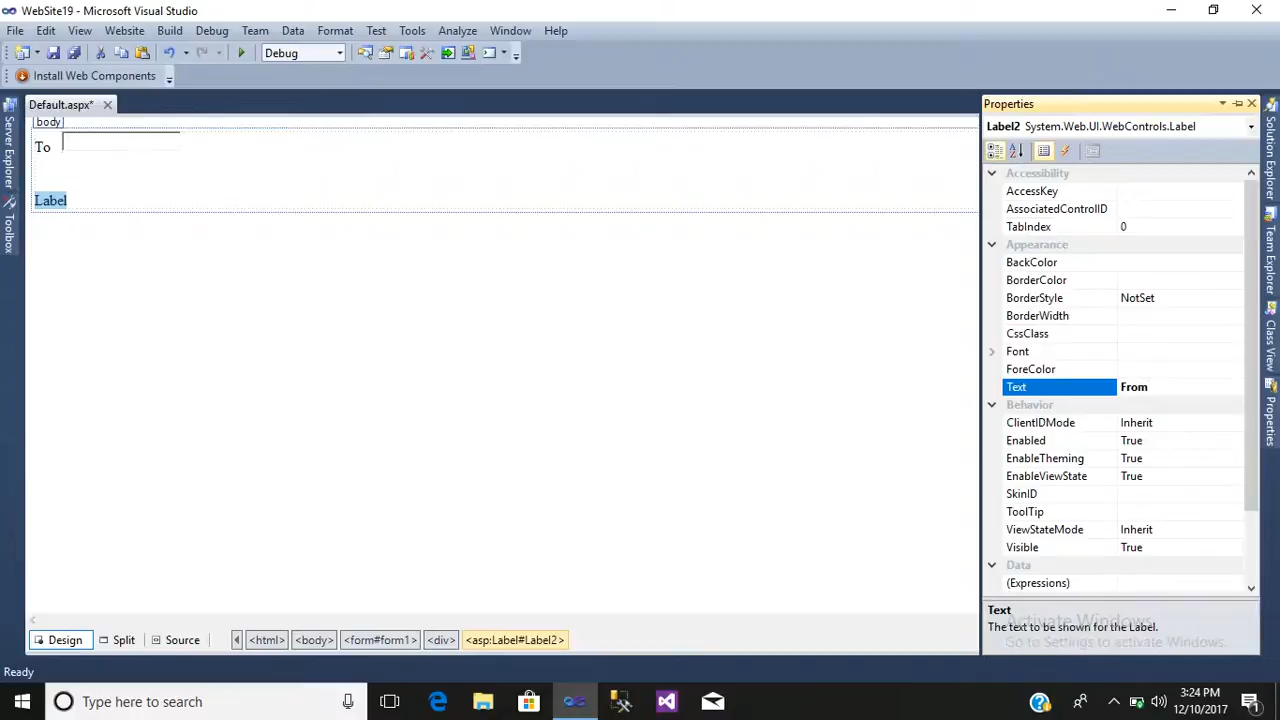 WebSite19 - Microsoft Visual Studio
File Edit View Website Build Debug Team Data Format Test Tools Analyze Window Help
Debug
Install Web Components
Default.aspx*
Properties
body
Label2 System.Web.UI.WebControls.Label
To
Label
Accessibility
AccessKey
AssociatedControlID
TabIndex 0
Appearance
BackColor
BorderColor
BorderStyle NotSet
BorderWidth
CssClass
Font
ForeColor
Text From
Behavior
ClientIDMode Inherit
Enabled True
EnableTheming True
EnableViewState True
SkinID
ToolTip
ViewStateMode Inherit
Visible True
Data
(Expressions)
Text
The text to be shown for the Label.
Activate Windows
Go to Settings to activate Windows.
Server Explorer
Toolbox
Solution Explorer
Team Explorer
Class View
Properties
Design Split Source <html> <body> <form#form1> <div> <asp:Label#Label2>
Ready
Type here to search
3:24 PM
12/10/2017
1